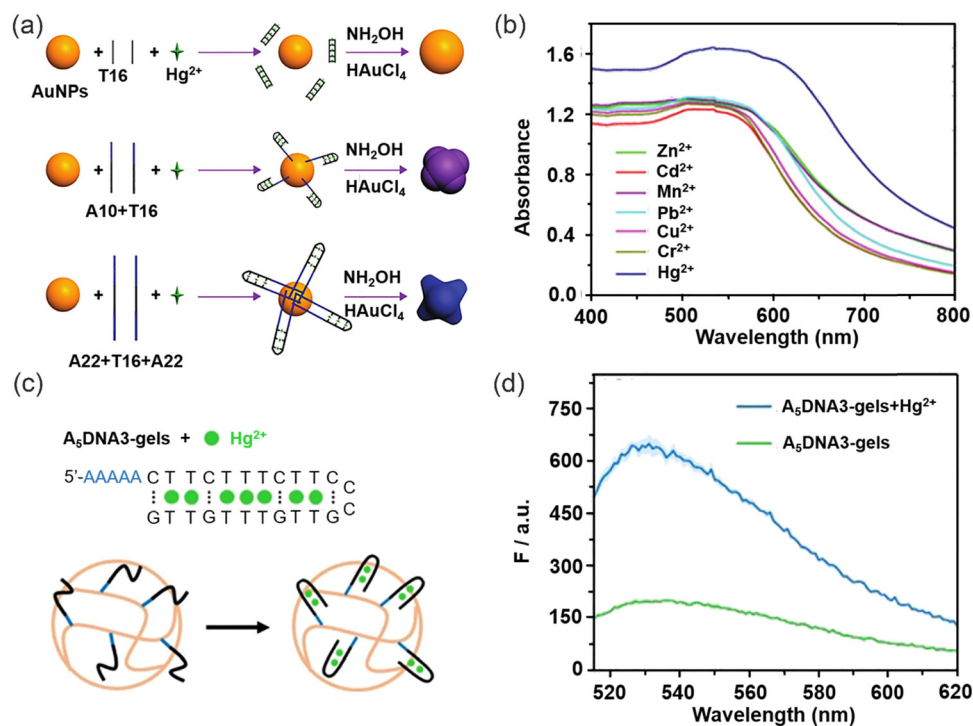 (a)
AuNPs
+
T16
+
Hg²⁺
NH₂OH
HAuCl₄
+
A10+T16
+
NH₂OH
HAuCl₄
+
A22+T16+A22
+
NH₂OH
HAuCl₄
(b)
Absorbance
1.6
1.2
0.8
0.4
0.0
Zn²⁺
Cd²⁺
Mn²⁺
Pb²⁺
Cu²⁺
Cr²⁺
Hg²⁺
400 500 600 700 800
Wavelength (nm)
(c)
A₅DNA3-gels + Hg²⁺
5'-AAAAA C T T C T T T C T T C
C
C
G T T G T T T G T T G C
(d)
F / a.u.
750
600
450
300
150
0
A₅DNA3-gels+Hg²⁺
A₅DNA3-gels
520 540 560 580 600 620
Wavelength (nm)